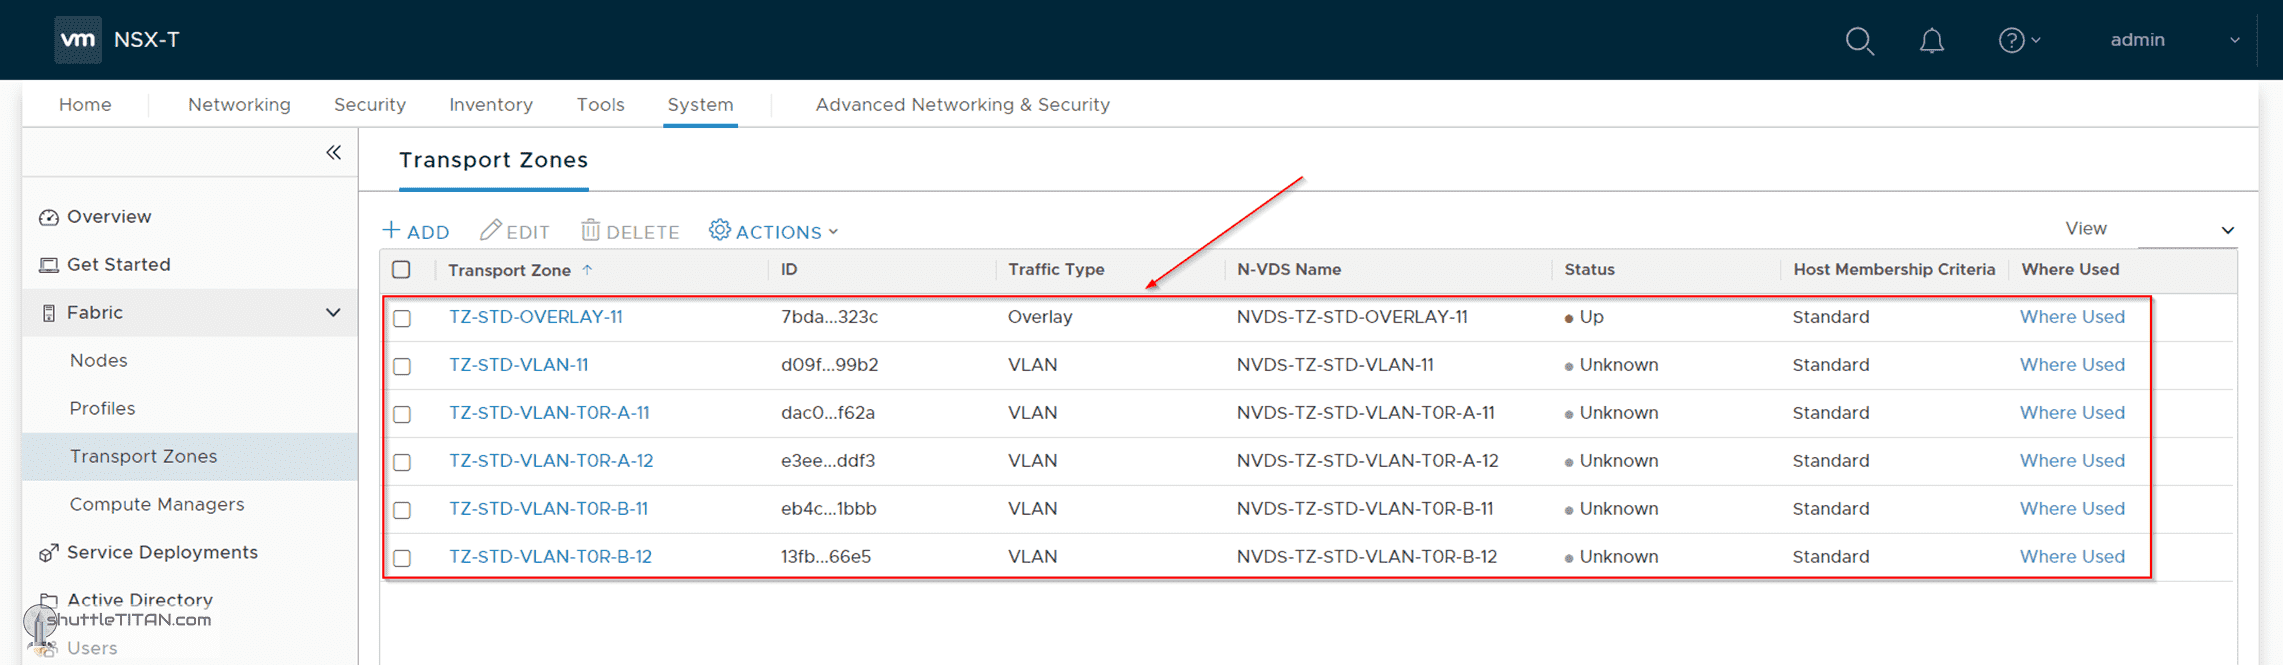 vm NSX-T admin
Home Networking Security Inventory Tools System Advanced Networking & Security
Transport Zones
Overview
Get Started
Fabric
Nodes
Profiles
Transport Zones
Compute Managers
Service Deployments
Active Directory
shuttleTITAN.com
Users
ADD EDIT DELETE ACTIONS View
Transport Zone ID Traffic Type N-VDS Name Status Host Membership Criteria Where Used
TZ-STD-OVERLAY-11 7bda...323c Overlay NVDS-TZ-STD-OVERLAY-11 Up Standard Where Used
TZ-STD-VLAN-11 d09f...99b2 VLAN NVDS-TZ-STD-VLAN-11 Unknown Standard Where Used
TZ-STD-VLAN-T0R-A-11 dac0...f62a VLAN NVDS-TZ-STD-VLAN-T0R-A-11 Unknown Standard Where Used
TZ-STD-VLAN-T0R-A-12 e3ee...ddf3 VLAN NVDS-TZ-STD-VLAN-T0R-A-12 Unknown Standard Where Used
TZ-STD-VLAN-T0R-B-11 eb4c...1bbb VLAN NVDS-TZ-STD-VLAN-T0R-B-11 Unknown Standard Where Used
TZ-STD-VLAN-T0R-B-12 13fb...66e5 VLAN NVDS-TZ-STD-VLAN-T0R-B-12 Unknown Standard Where Used